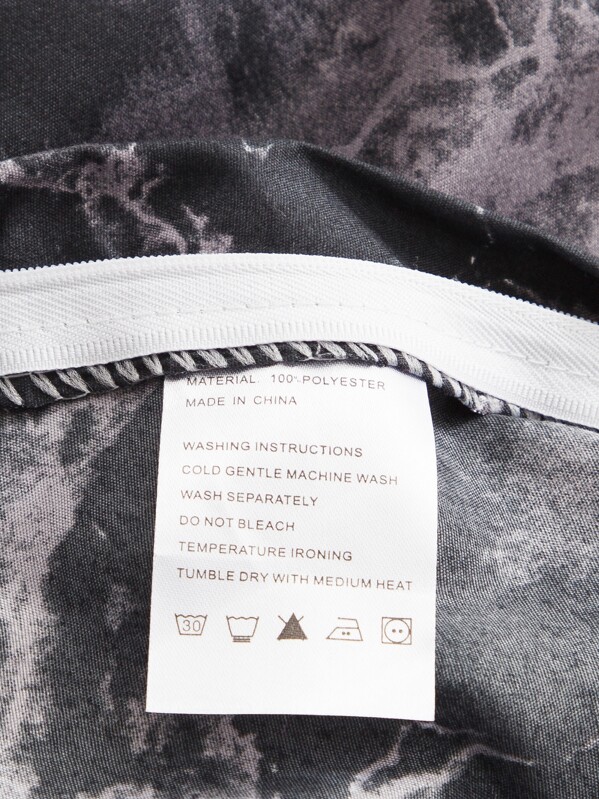 MATERIAL: 100% POLYESTER
MADE IN CHINA
WASHING INSTRUCTIONS
COLD GENTLE MACHINE WASH
WASH SEPARATELY
DO NOT BLEACH
TEMPERATURE IRONING
TUMBLE DRY WITH MEDIUM HEAT
30